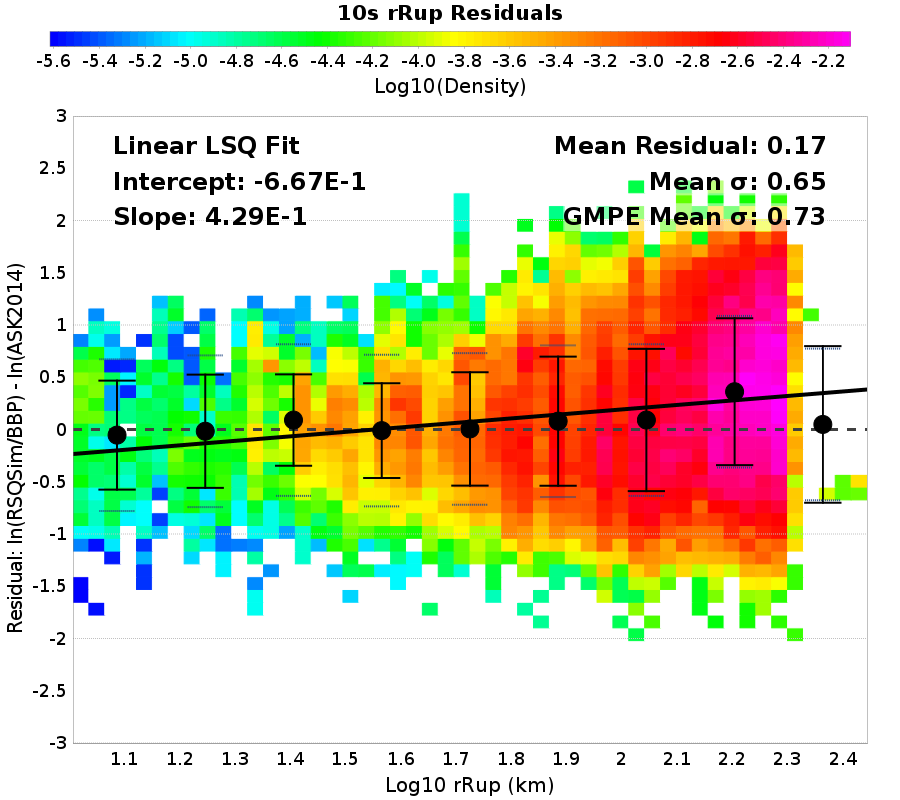 10s rRup Residuals
-5.6 -5.4 -5.2 -5.0 -4.8 -4.6 -4.4 -4.2 -4.0 -3.8 -3.6 -3.4 -3.2 -3.0 -2.8 -2.6 -2.4 -2.2
Log10(Density)
Linear LSQ Fit
Intercept: -6.67E-1
Slope: 4.29E-1
Mean Residual: 0.17
Mean σ: 0.65
GMPE Mean σ: 0.73
Residual: ln(RSQSim/BBP) - ln(ASK2014)
3
2.5
2
1.5
1
0.5
0
-0.5
-1
-1.5
-2
-2.5
-3
1.1 1.2 1.3 1.4 1.5 1.6 1.7 1.8 1.9 2 2.1 2.2 2.3 2.4
Log10 rRup (km)